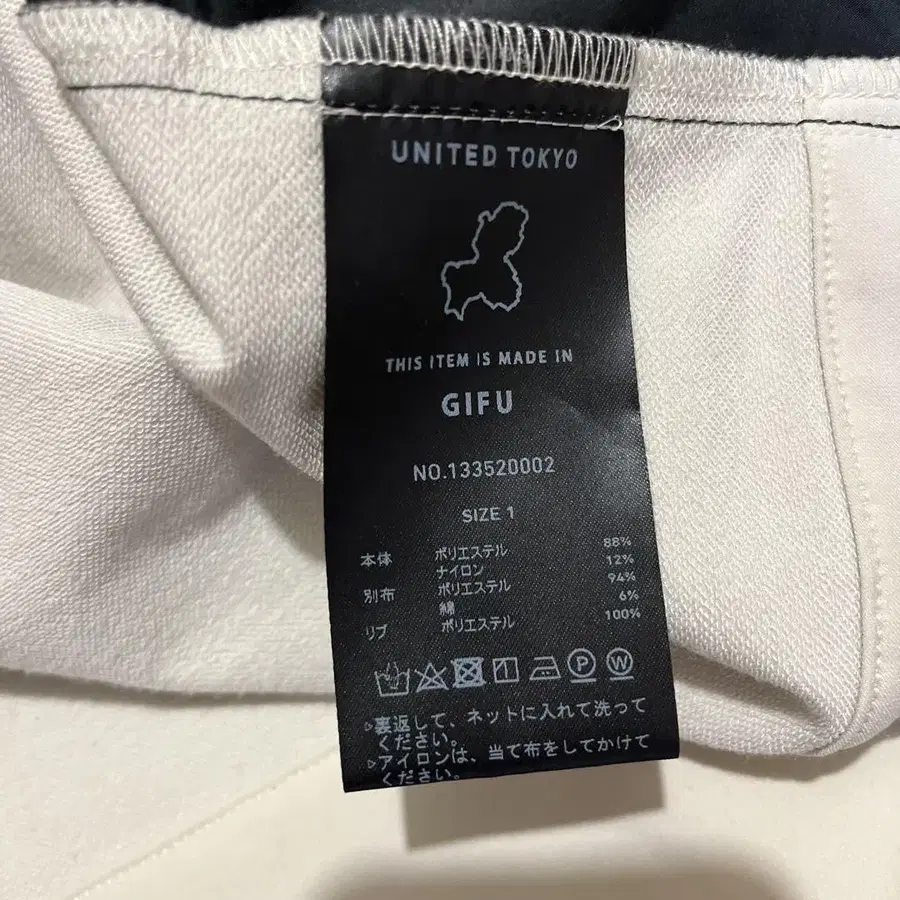 UNITED TOKYO
THIS ITEM IS MADE IN
GIFU
NO.133520002
SIZE 1
本体 ポリエステル 88%
ナイロン 12%
別布 ポリエステル 94%
綿 6%
リブ ポリエステル 100%
P W
▷裏返して、ネットに入れて洗って
ください。
▷アイロンは、当て布をしてかけて
ください。